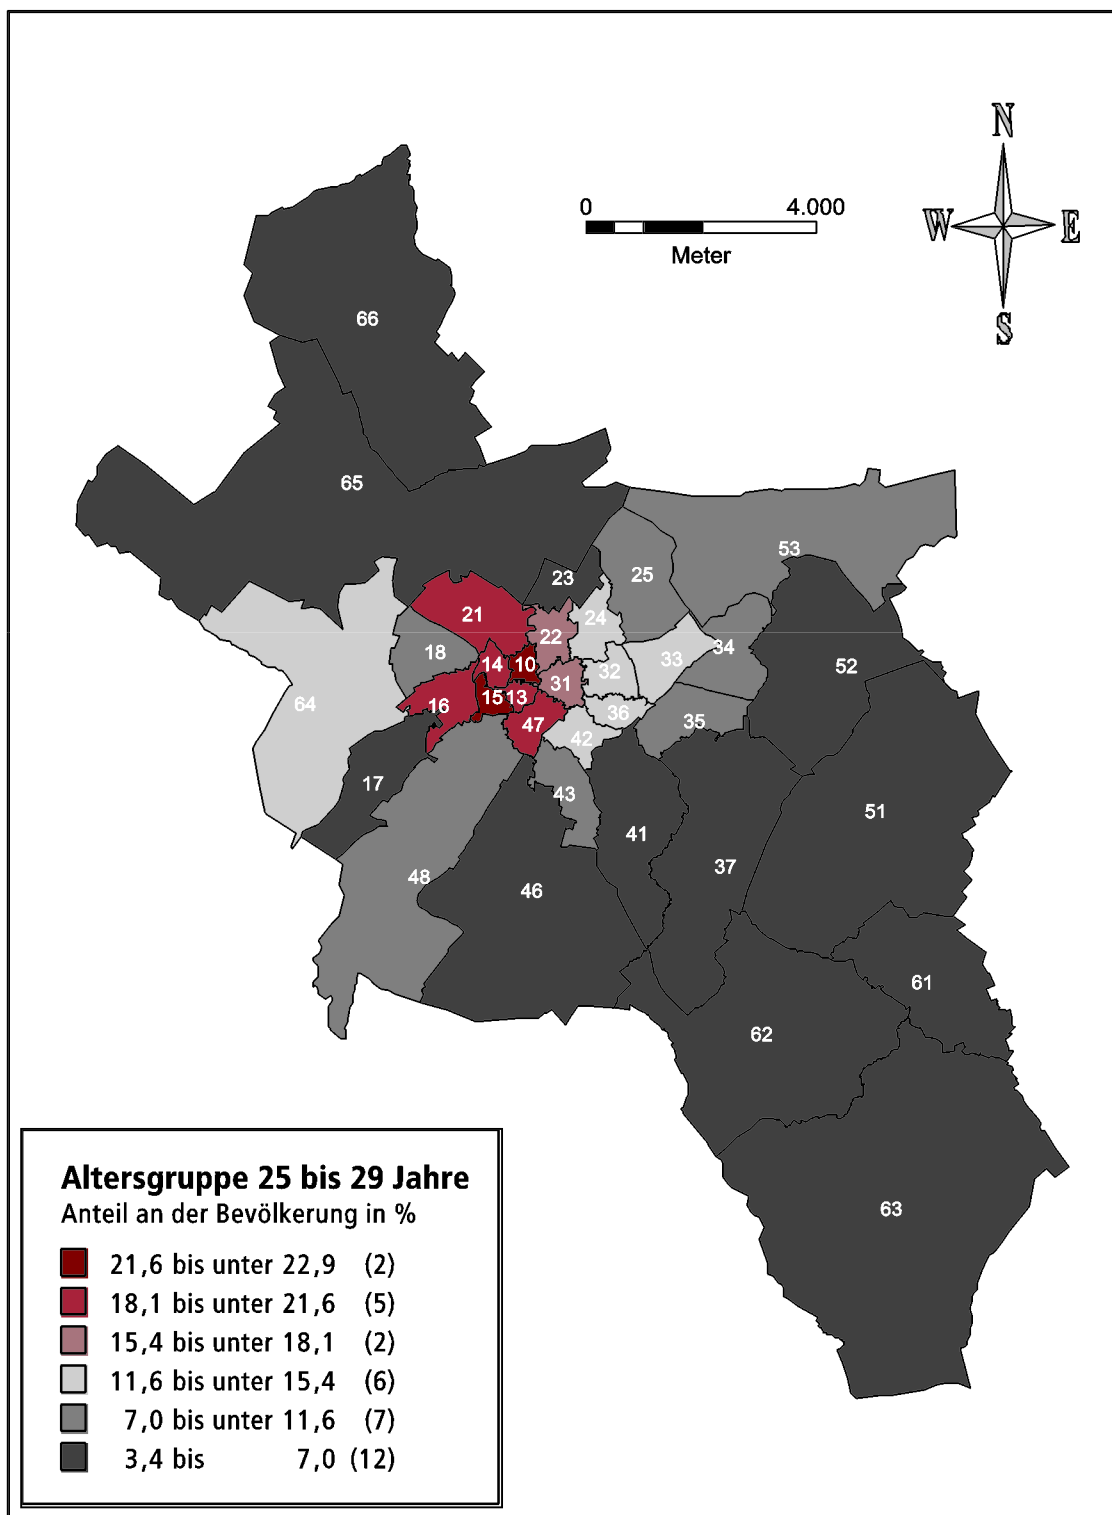 N
0 4.000
W E
Meter
S
66
65
53
23 25
21 24
22 34
18 33
14 10 32 52
31
15 13
64 16 36
47 35
42
17 43
51
41
37
48 46
61
62
63
Altersgruppe 25 bis 29 Jahre
Anteil an der Bevölkerung in %
21,6 bis unter 22,9 (2)
18,1 bis unter 21,6 (5)
15,4 bis unter 18,1 (2)
11,6 bis unter 15,4 (6)
7,0 bis unter 11,6 (7)
3,4 bis 7,0 (12)